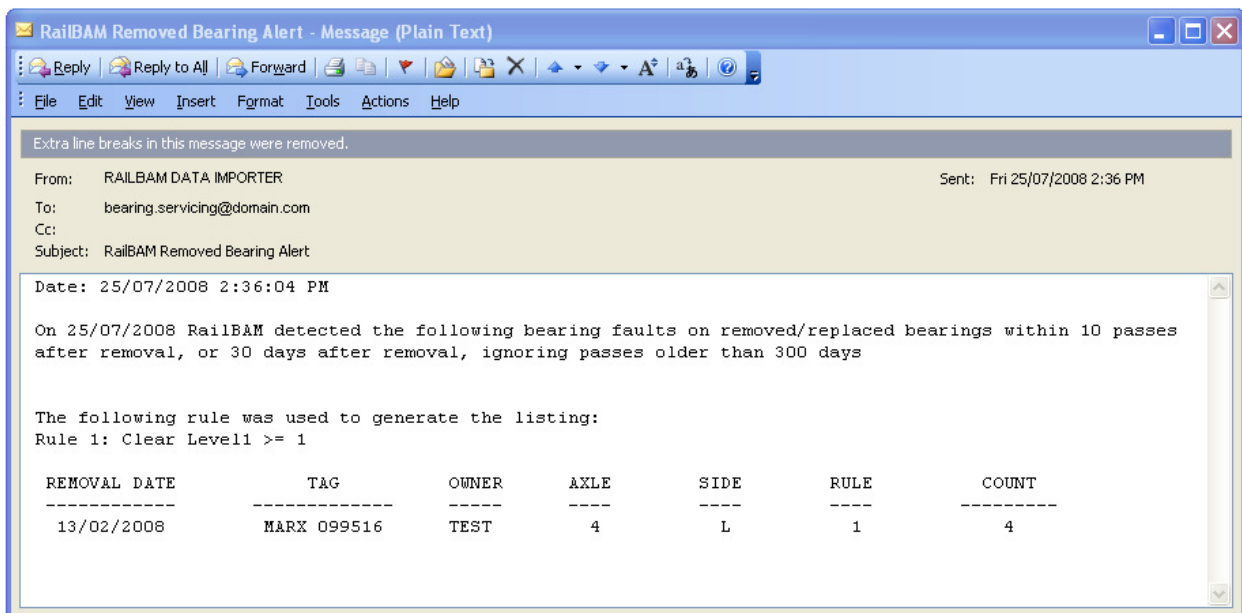 RailBAM Removed Bearing Alert - Message (Plain Text)
Reply Reply to All Forward
File Edit View Insert Format Tools Actions Help
Extra line breaks in this message were removed.
From: RAILBAM DATA IMPORTER Sent: Fri 25/07/2008 2:36 PM
To: bearing.servicing@domain.com
Cc:
Subject: RailBAM Removed Bearing Alert
Date: 25/07/2008 2:36:04 PM
On 25/07/2008 RailBAM detected the following bearing faults on removed/replaced bearings within 10 passes
after removal, or 30 days after removal, ignoring passes older than 300 days
The following rule was used to generate the listing:
Rule 1: Clear Level1 >= 1
REMOVAL DATE TAG OWNER AXLE SIDE RULE COUNT
------------ ------------- ----- ---- ---- ---- ---------
13/02/2008 MARX 099516 TEST 4 L 1 4